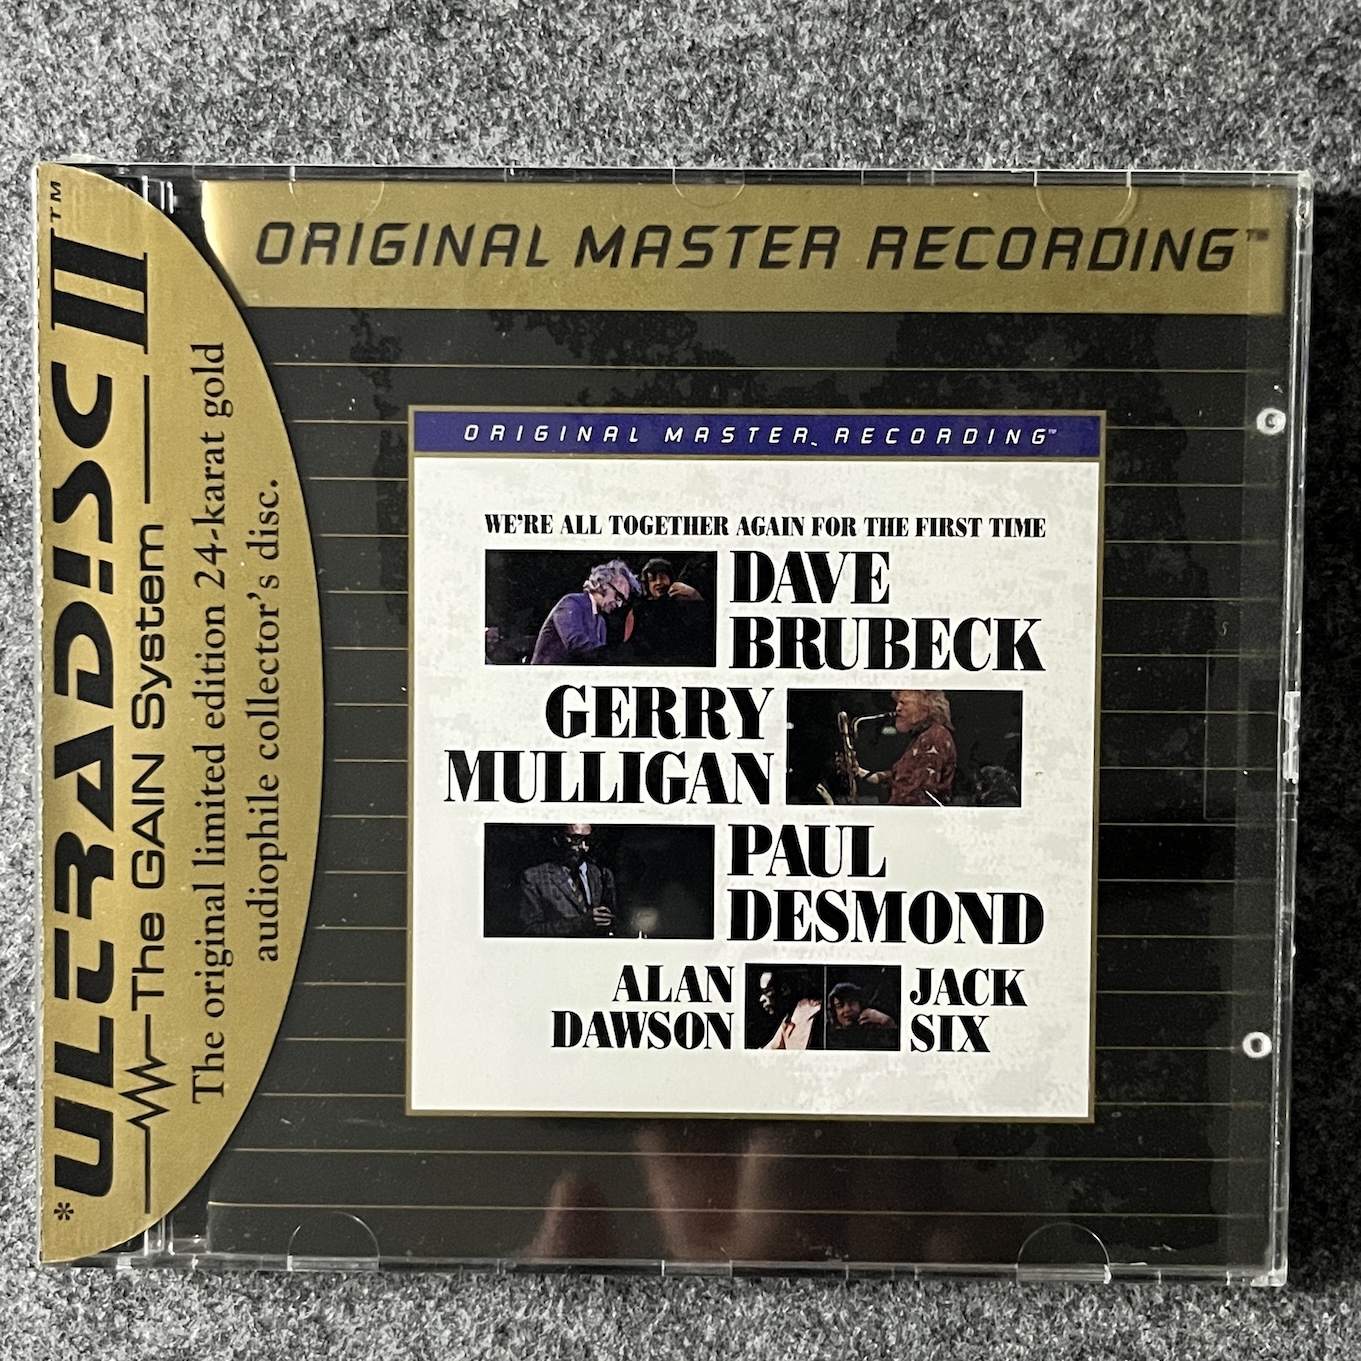 *ULTRADISC II™
The GAIN System
The original limited edition 24-karat gold
audiophile collector's disc.
ORIGINAL MASTER RECORDING™
ORIGINAL MASTER RECORDING™
WE'RE ALL TOGETHER AGAIN FOR THE FIRST TIME
DAVE
BRUBECK
GERRY
MULLIGAN
PAUL
DESMOND
ALAN
DAWSON
JACK
SIX